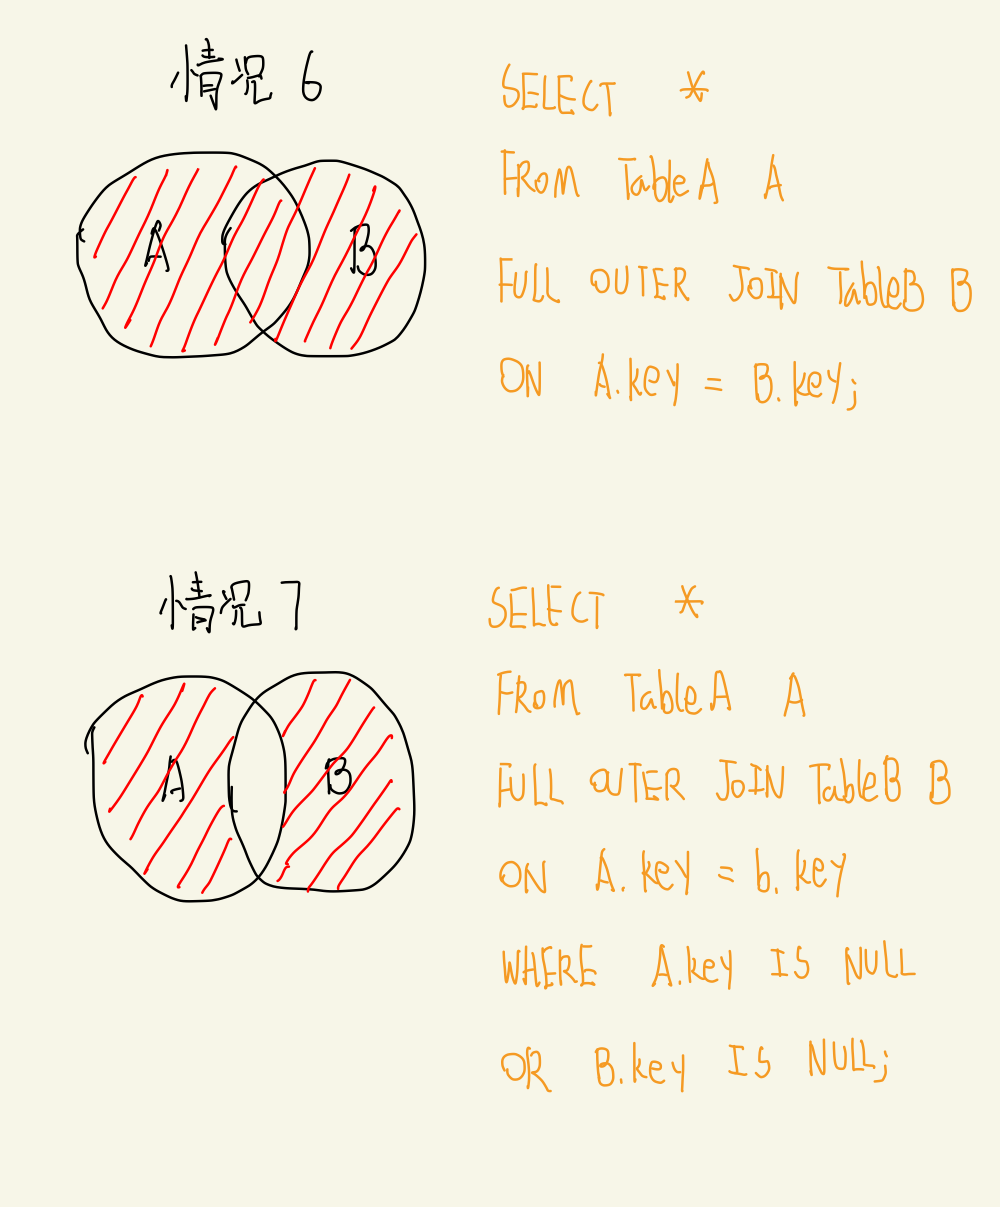 情况 6
A
B
SELECT *
FROM TableA A
FULL OUTER JOIN TableB B
ON A.key = B.key;
情况 7
A
B
SELECT *
FROM TableA A
FULL OUTER JOIN TableB B
ON A.key = b.key
WHERE A.key IS NULL
OR B.key IS NULL;